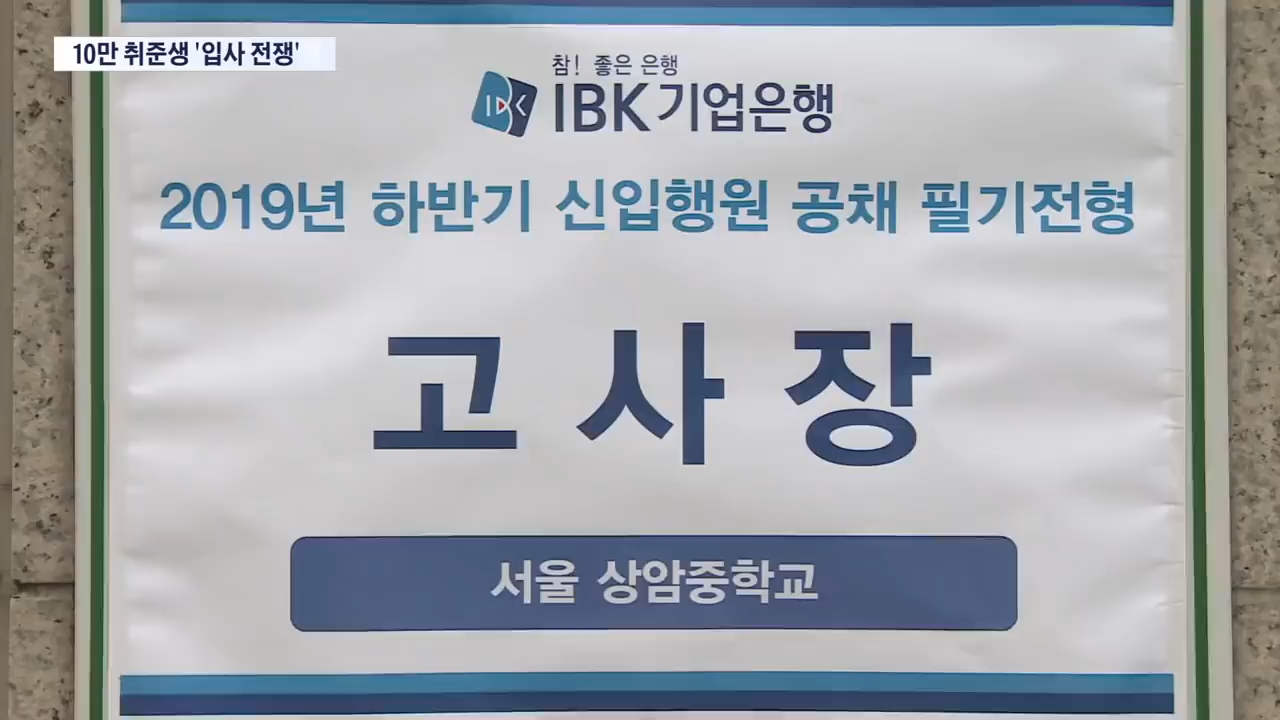 10만 취준생 '입사 전쟁'
참! 좋은 은행
IBK
IBK기업은행
2019년 하반기 신입행원 공채 필기전형
고사장
서울 상암중학교